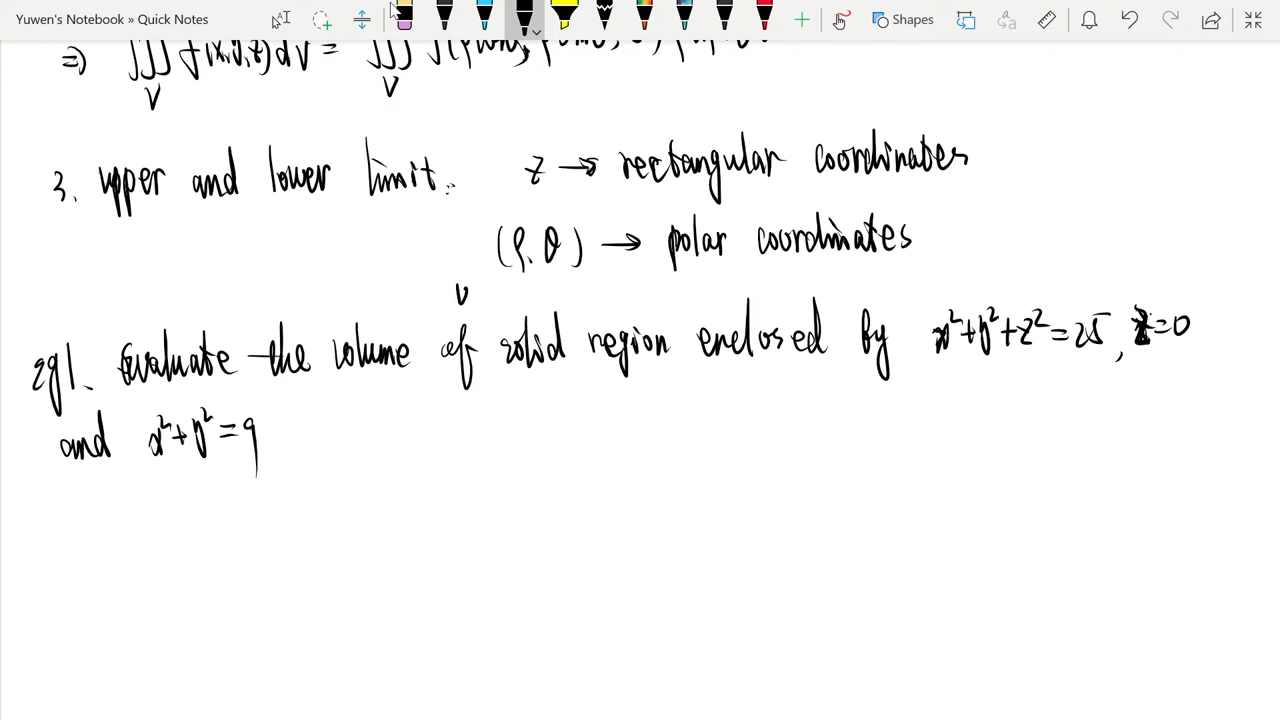 Yuwen's Notebook » Quick Notes
Shapes
⇒) ∭ f(x,y,z) dV = ∭
V V
3. upper and lower limit: z → rectangular coordinates
(ρ.θ) → polar coordinates
V
eg1. Evaluate the volume of solid region enclosed by x²+y²+z²=25, z=0
and x²+y²=9